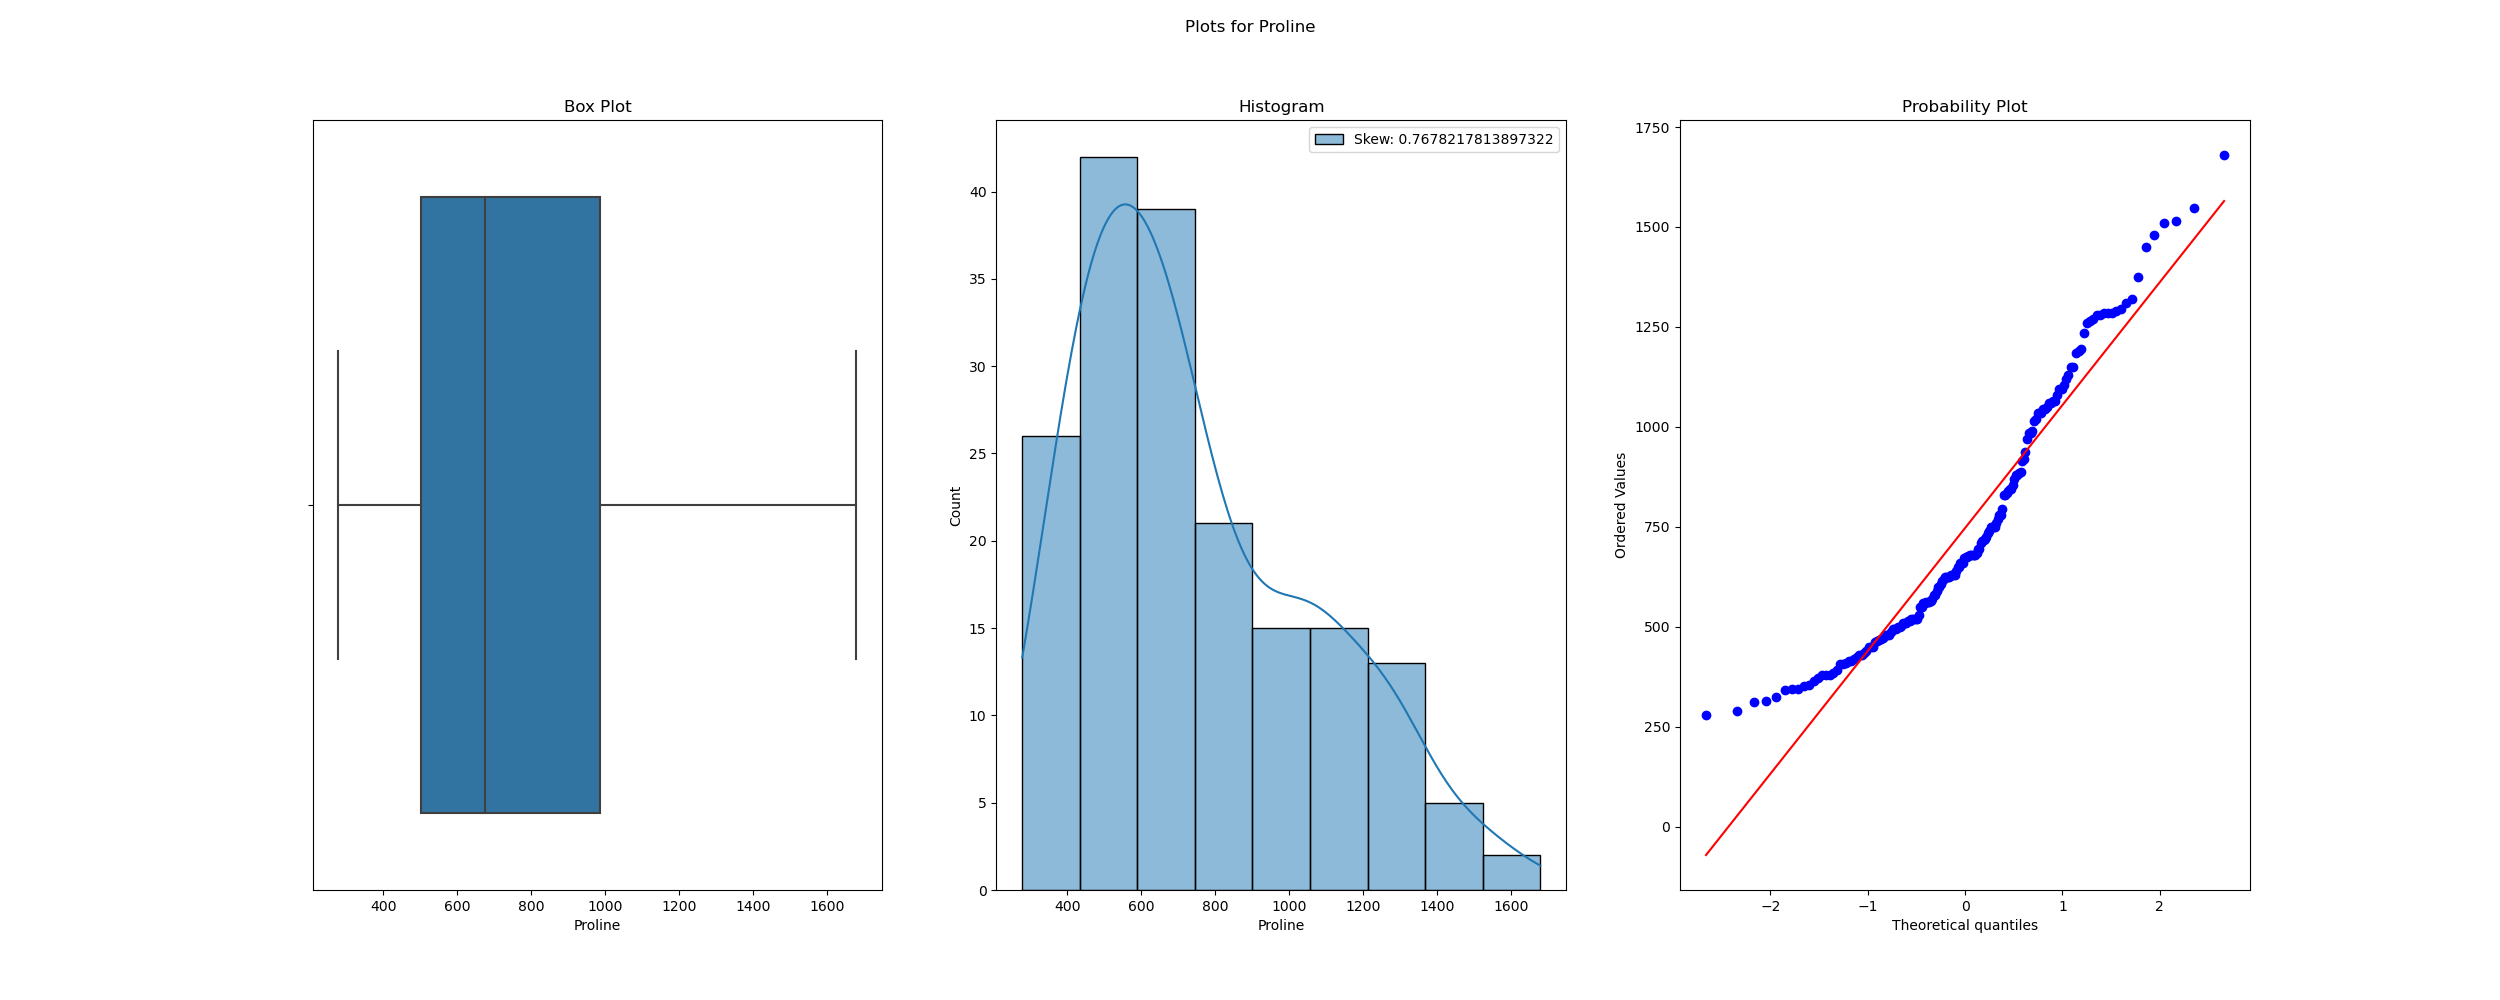 Plots for Proline
Box Plot
400 600 800 1000 1200 1400 1600
Proline
Histogram
Skew: 0.7678217813897322
Count
40
35
30
25
20
15
10
5
0
400 600 800 1000 1200 1400 1600
Proline
Probability Plot
Ordered Values
1750
1500
1250
1000
750
500
250
0
−2 −1 0 1 2
Theoretical quantiles